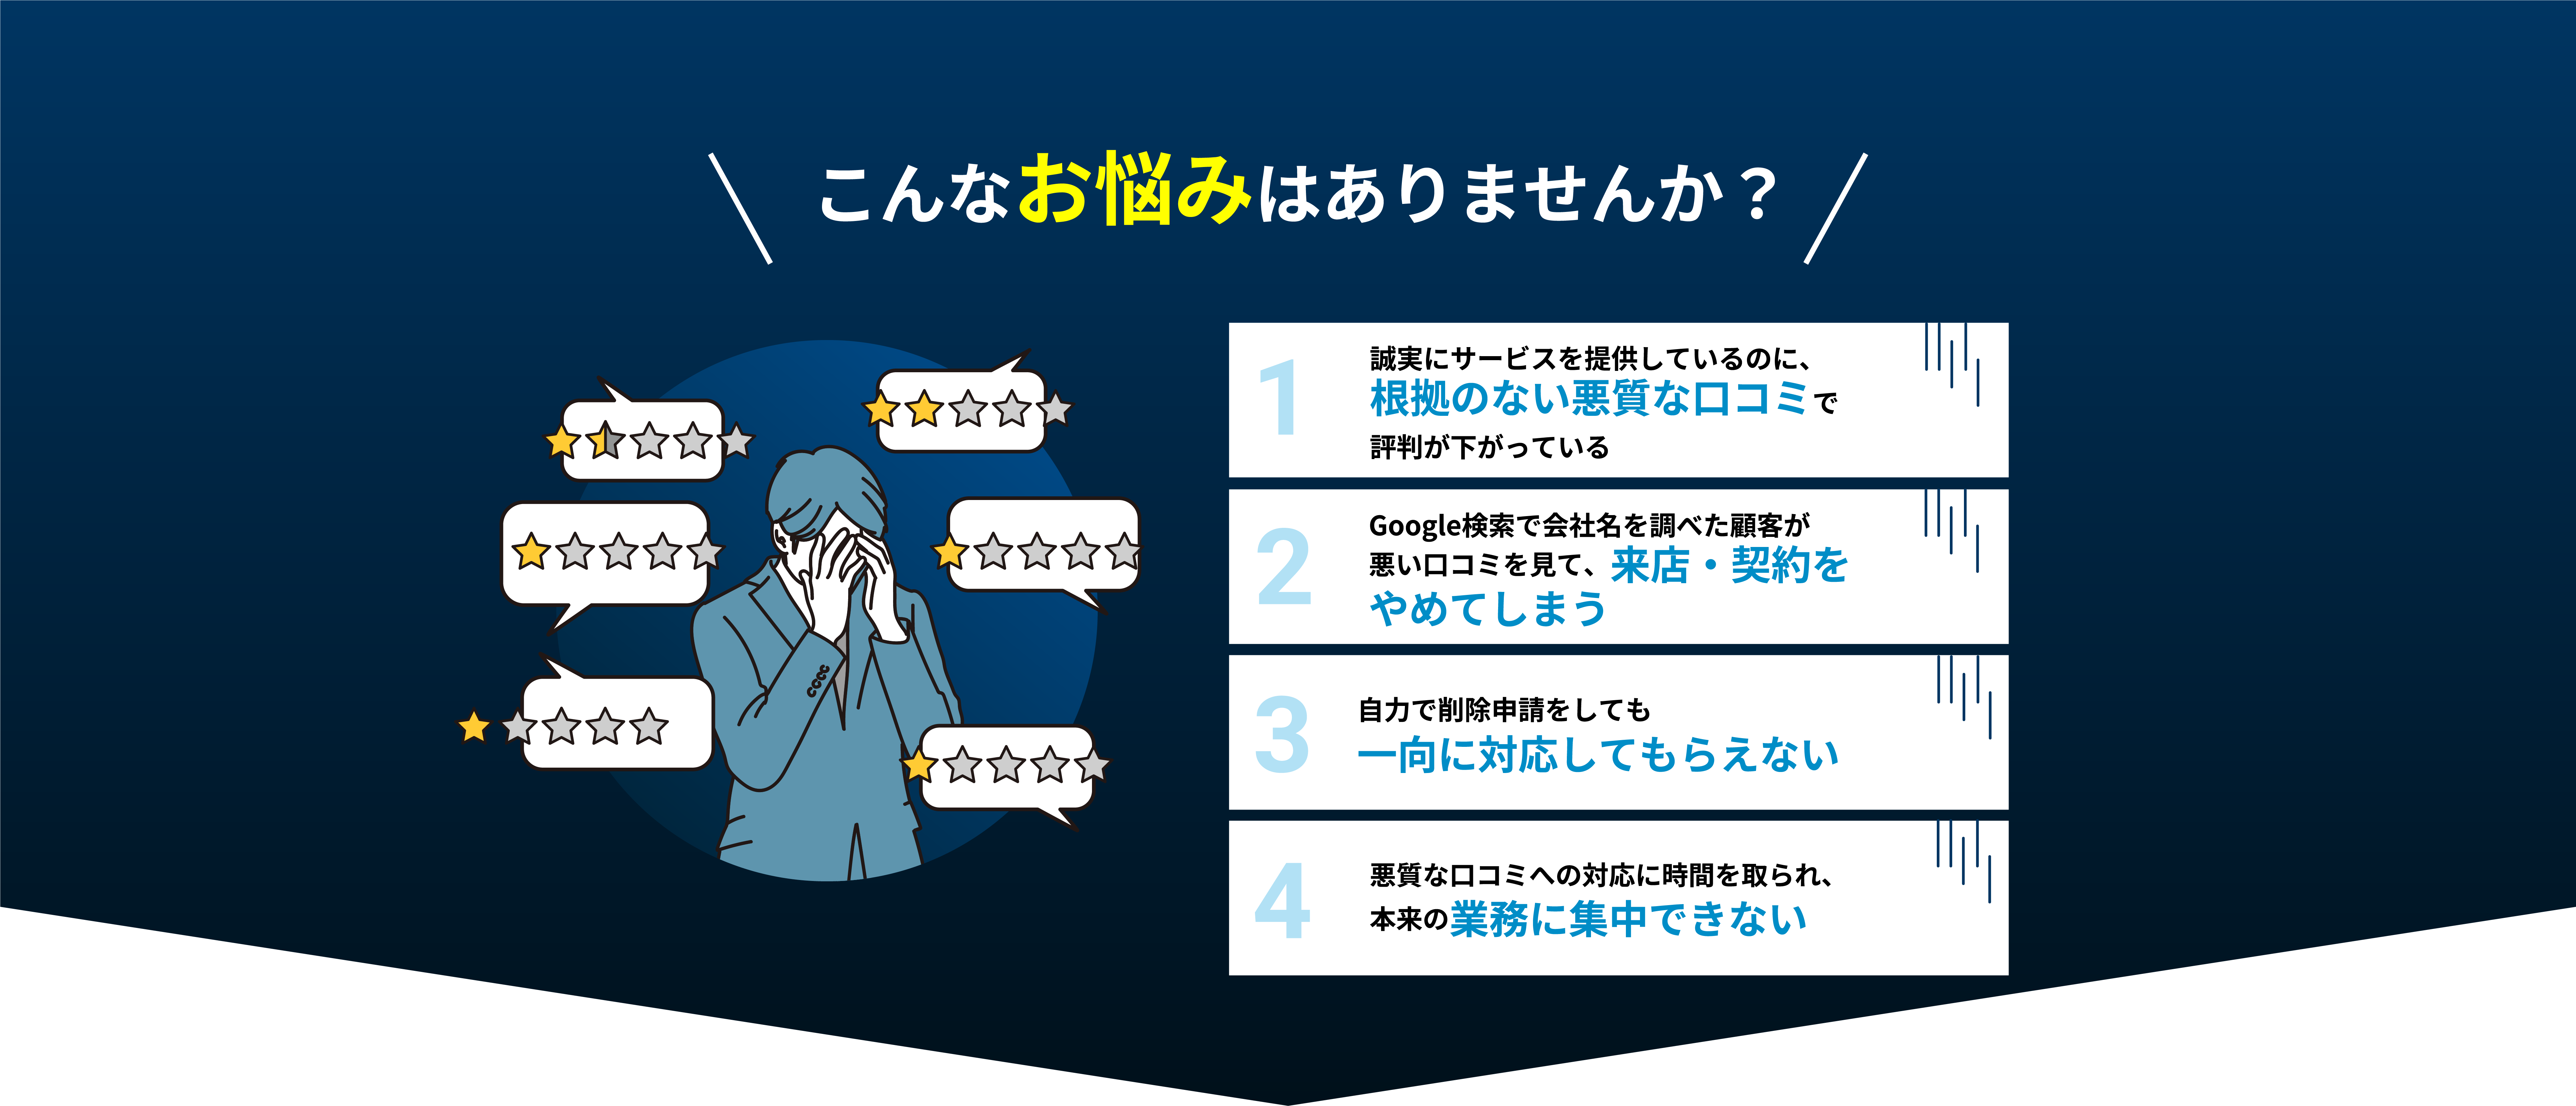 こんなお悩みはありませんか？
1
誠実にサービスを提供しているのに、
根拠のない悪質な口コミで
評判が下がっている
2
Google検索で会社名を調べた顧客が
悪い口コミを見て、来店・契約を
やめてしまう
3
自力で削除申請をしても
一向に対応してもらえない
4
悪質な口コミへの対応に時間を取られ、
本来の業務に集中できない